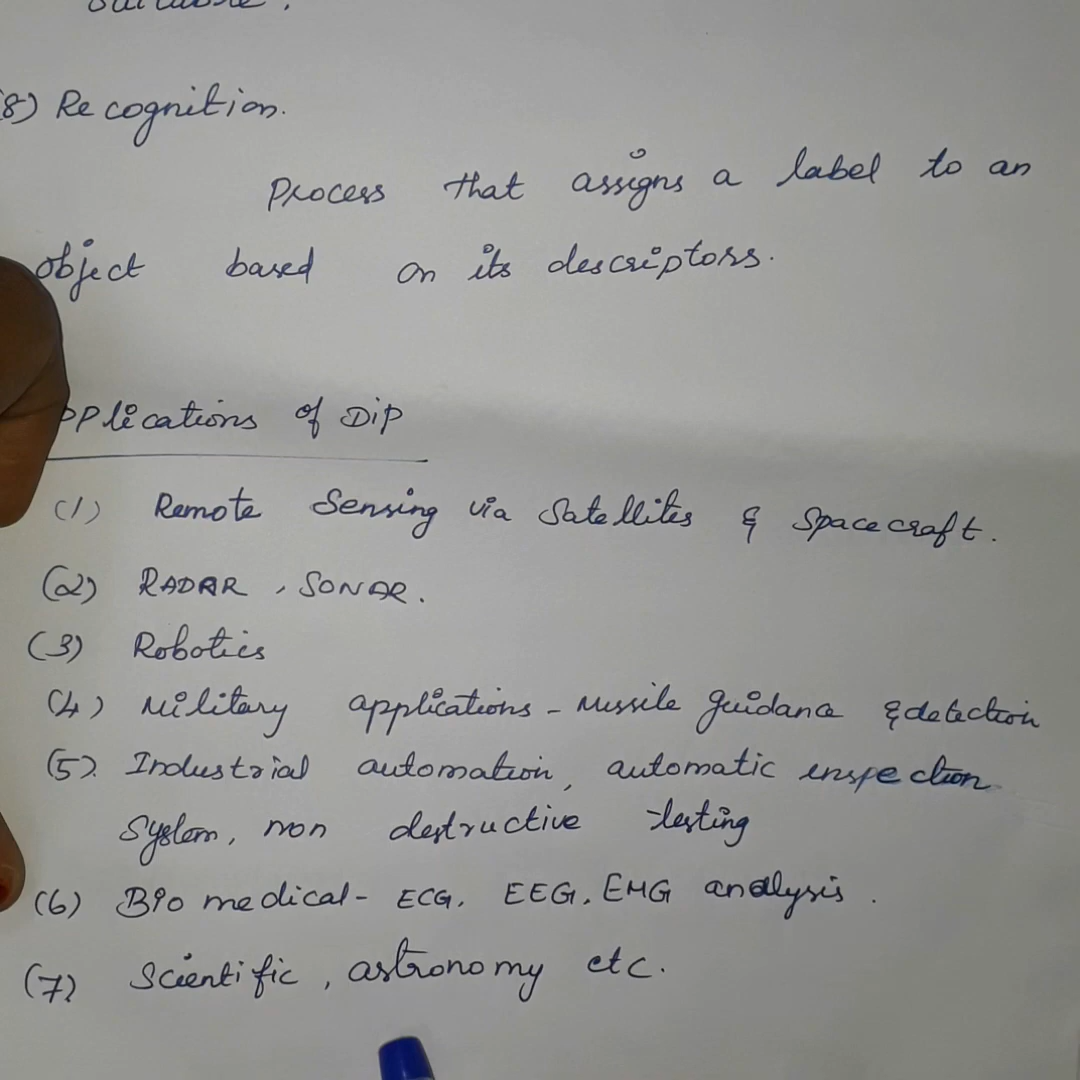 suitable.
8) Recognition.
Process that assigns a label to an
object based on its descriptors.
pplications of DIP
(1) Remote Sensing via Satellites & Spacecraft.
(2) RADAR, SONAR.
(3) Robotics
(4) Military applications - Missile guidance & detection
(5). Industrial automation, automatic inspection
System, non destructive testing
(6) Bio medical - ECG, EEG, EMG analysis.
(7) Scientific, astronomy etc.